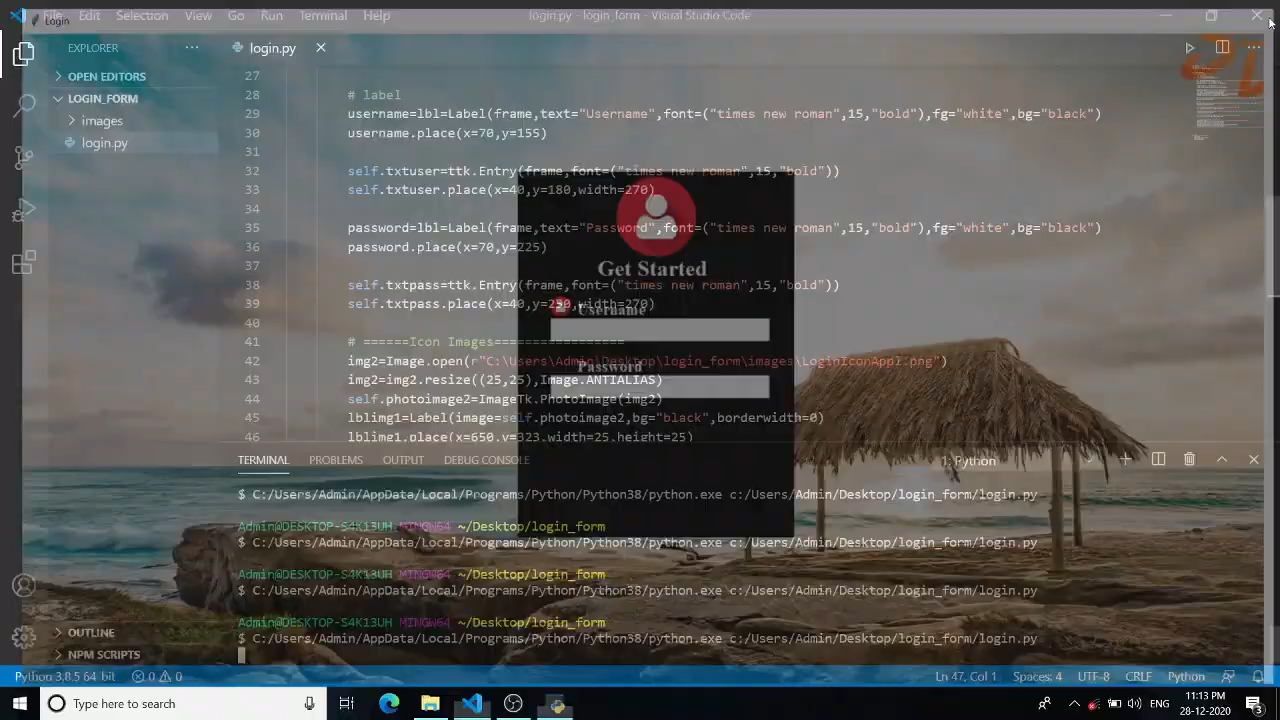 Login
File Edit Selection View Go Run Terminal Help
login.py - login_form - Visual Studio Code
EXPLORER
login.py
OPEN EDITORS
LOGIN_FORM
images
login.py
27
28 # label
29 username=lbl=Label(frame,text="Username",font=("times new roman",15,"bold"),fg="white",bg="black")
30 username.place(x=70,y=155)
31
32 self.txtuser=ttk.Entry(frame,font=("times new roman",15,"bold"))
33 self.txtuser.place(x=40,y=180,width=270)
34
35 password=lbl=Label(frame,text="Password",font=("times new roman",15,"bold"),fg="white",bg="black")
36 password.place(x=70,y=225)
37
38 self.txtpass=ttk.Entry(frame,font=("times new roman",15,"bold"))
39 self.txtpass.place(x=40,y=250,width=270)
40
41 # ======Icon Images================
42 img2=Image.open(r"C:\Users\Admin\Desktop\login_form\images\LoginIconAppl.png")
43 img2=img2.resize((25,25),Image.ANTIALIAS)
44 self.photoimage2=ImageTk.PhotoImage(img2)
45 lblimg1=Label(image=self.photoimage2,bg="black",borderwidth=0)
46 lblimg1.place(x=650,y=323,width=25,height=25)
Get Started
Username
Password
TERMINAL PROBLEMS OUTPUT DEBUG CONSOLE
1: Python
$ C:/Users/Admin/AppData/Local/Programs/Python/Python38/python.exe c:/Users/Admin/Desktop/login_form/login.py
Admin@DESKTOP-S4K13UH MINGW64 ~/Desktop/login_form
$ C:/Users/Admin/AppData/Local/Programs/Python/Python38/python.exe c:/Users/Admin/Desktop/login_form/login.py
Admin@DESKTOP-S4K13UH MINGW64 ~/Desktop/login_form
$ C:/Users/Admin/AppData/Local/Programs/Python/Python38/python.exe c:/Users/Admin/Desktop/login_form/login.py
Admin@DESKTOP-S4K13UH MINGW64 ~/Desktop/login_form
$ C:/Users/Admin/AppData/Local/Programs/Python/Python38/python.exe c:/Users/Admin/Desktop/login_form/login.py
OUTLINE
NPM SCRIPTS
Python 3.8.5 64-bit 0 0
Ln 47, Col 1 Spaces: 4 UTF-8 CRLF Python
Type here to search
ENG
11:13 PM
28-12-2020
3